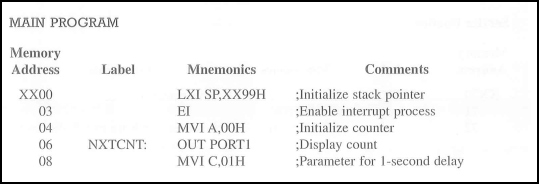 MAIN PROGRAM
Memory
Address Label Mnemonics Comments
XX00 LXI SP,XX99H ;Initialize stack pointer
03 EI ;Enable interrupt process
04 MVI A,00H ;Initialize counter
06 NXTCNT: OUT PORT1 ;Display count
08 MVI C,01H ;Parameter for 1-second delay